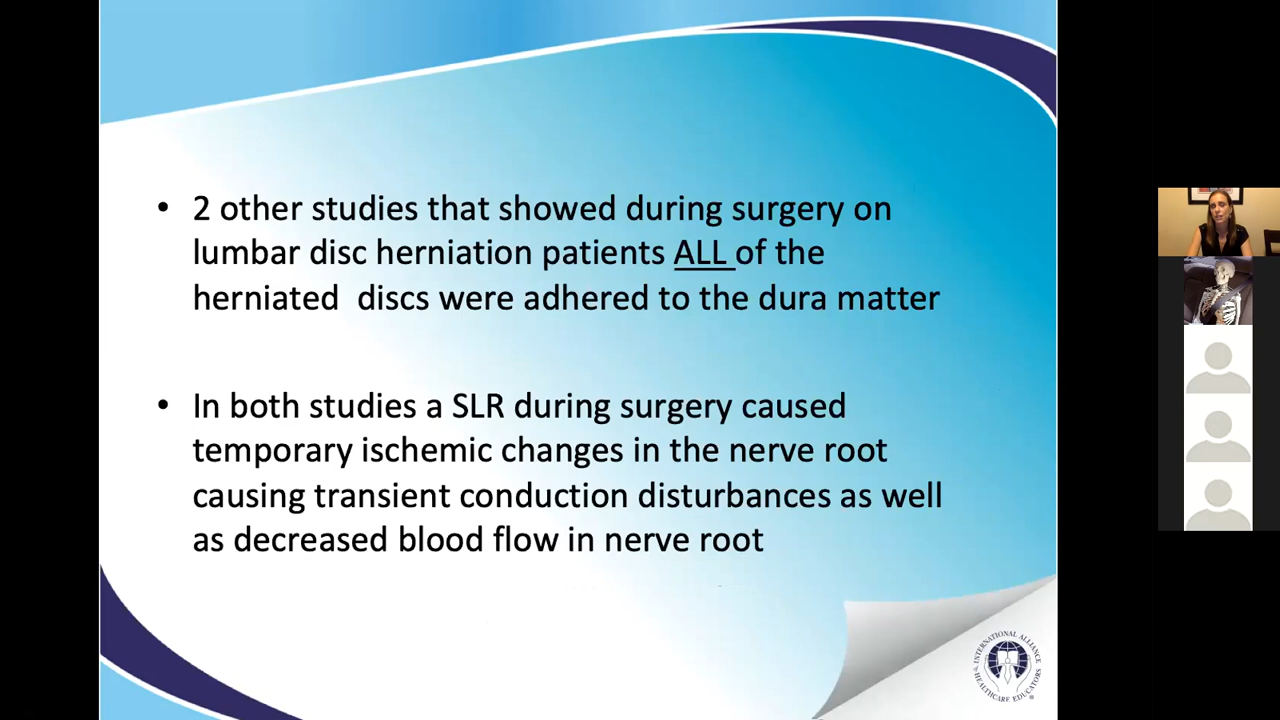 • 2 other studies that showed during surgery on
lumbar disc herniation patients ALL of the
herniated  discs were adhered to the dura matter
• In both studies a SLR during surgery caused
temporary ischemic changes in the nerve root
causing transient conduction disturbances as well
as decreased blood flow in nerve root
INTERNATIONAL ALLIANCE
HEALTHCARE EDUCATORS